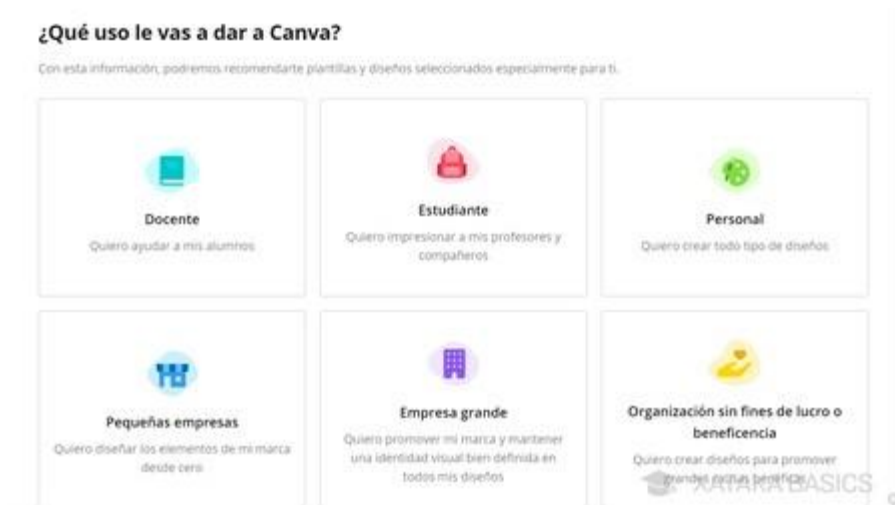 ¿Qué uso le vas a dar a Canva?
Con esta información, podremos recomendarte plantillas y diseños seleccionados especialmente para ti.
Docente
Quiero ayudar a mis alumnos
Estudiante
Quiero impresionar a mis profesores y
compañeros
Personal
Quiero crear todo tipo de diseños
Pequeñas empresas
Quiero diseñar los elementos de mi marca
desde cero
Empresa grande
Quiero promover mi marca y mantener
una identidad visual bien definida en
todos mis diseños
Organización sin fines de lucro o
beneficencia
Quiero crear diseños para promover
grandes causas benéficas
XATAKA BASICS